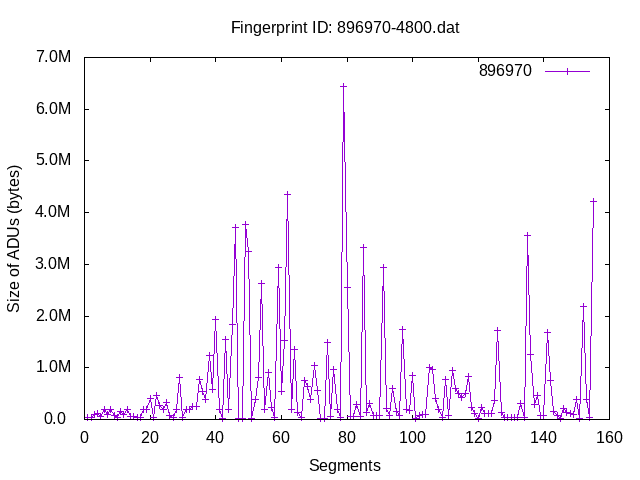 Fingerprint ID: 896970-4800.dat
896970
7.0M
6.0M
5.0M
4.0M
3.0M
2.0M
1.0M
0.0
Size of ADUs (bytes)
0 20 40 60 80 100 120 140 160
Segments